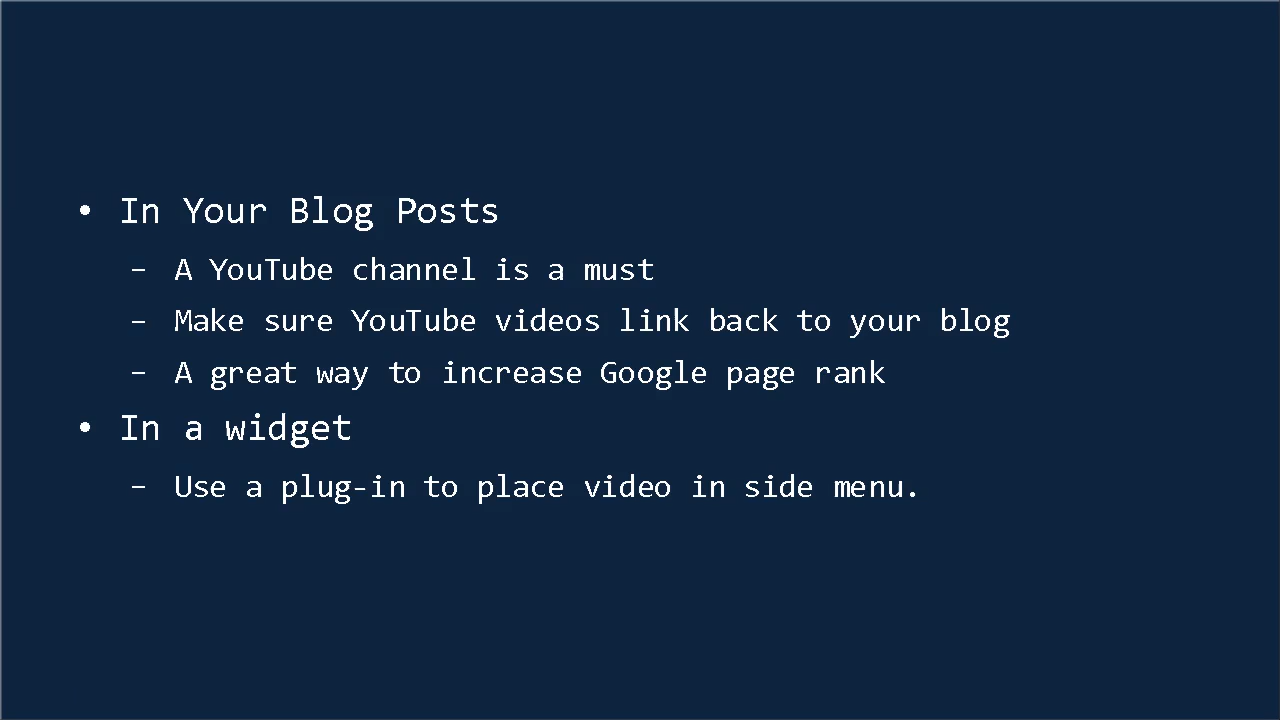 • In Your Blog Posts
– A YouTube channel is a must
– Make sure YouTube videos link back to your blog
– A great way to increase Google page rank
• In a widget
– Use a plug-in to place video in side menu.